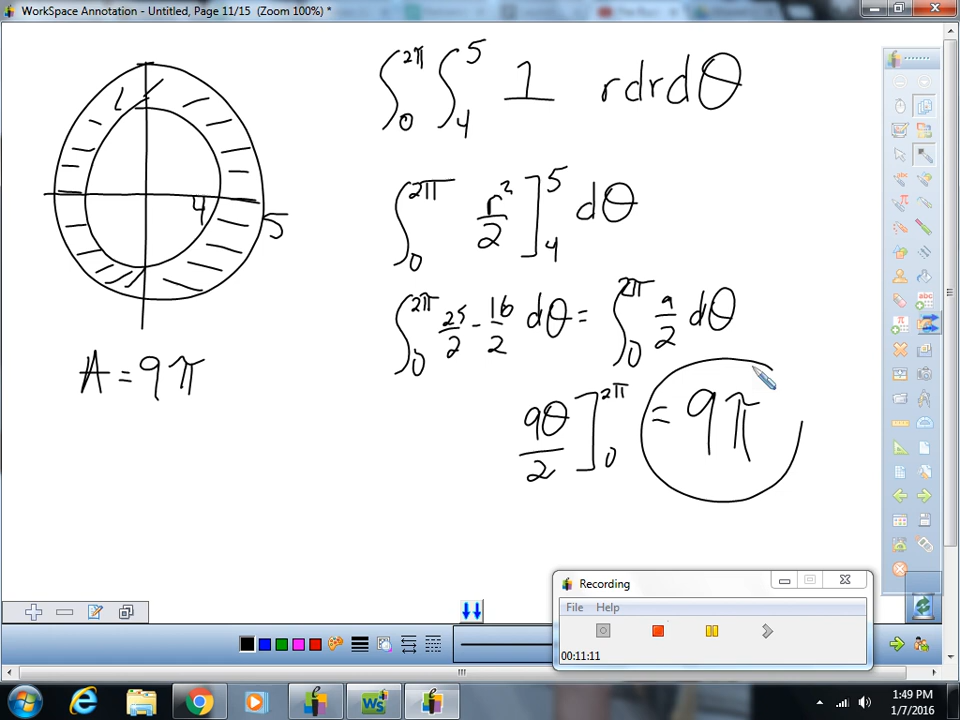 WorkSpace Annotation - Untitled, Page 11/15 (Zoom 100%) *
∫₀^2π ∫₄^5 1 r dr dθ
4
5
∫₀^2π r²/2 ]₄^5 dθ
∫₀^2π 25/2 - 16/2 dθ = ∫₀^2π 9/2 dθ
A = 9π
9θ/2 ]₀^2π = 9π
Recording
File Help
00:11:11
1:49 PM
1/7/2016